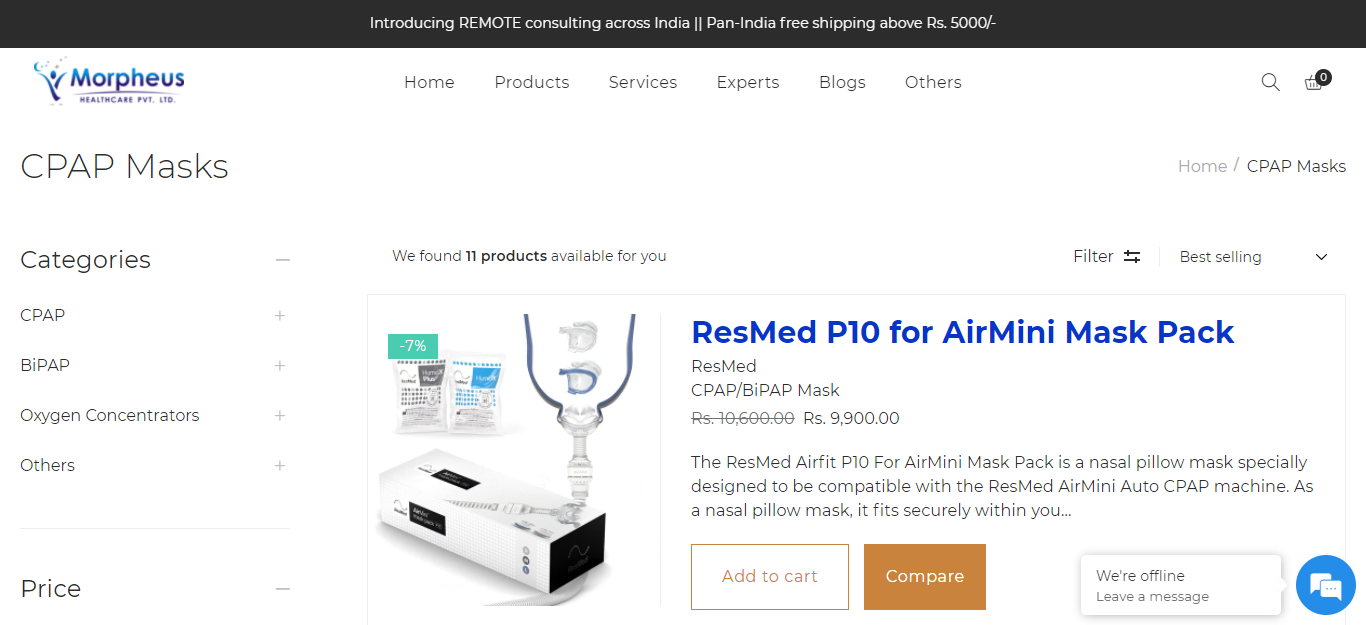 Introducing REMOTE consulting across India || Pan-India free shipping above Rs. 5000/-
Morpheus
HEALTHCARE PVT. LTD.
Home Products Services Experts Blogs Others
0
CPAP Masks
Home / CPAP Masks
Categories
We found 11 products available for you
Filter
Best selling
CPAP
BiPAP
Oxygen Concentrators
Others
Price
-7%
ResMed P10 for AirMini Mask Pack
ResMed
CPAP/BiPAP Mask
Rs. 10,600.00 Rs. 9,900.00
The ResMed Airfit P10 For AirMini Mask Pack is a nasal pillow mask specially
designed to be compatible with the ResMed AirMini Auto CPAP machine. As
a nasal pillow mask, it fits securely within you...
Add to cart
Compare
We're offline
Leave a message